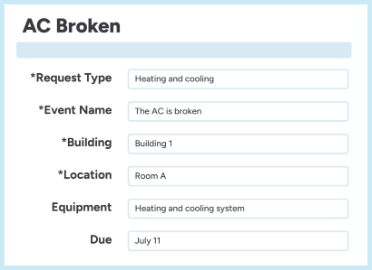 AC Broken
*Request Type Heating and cooling
*Event Name The AC is broken
*Building Building 1
*Location Room A
Equipment Heating and cooling system
Due July 11